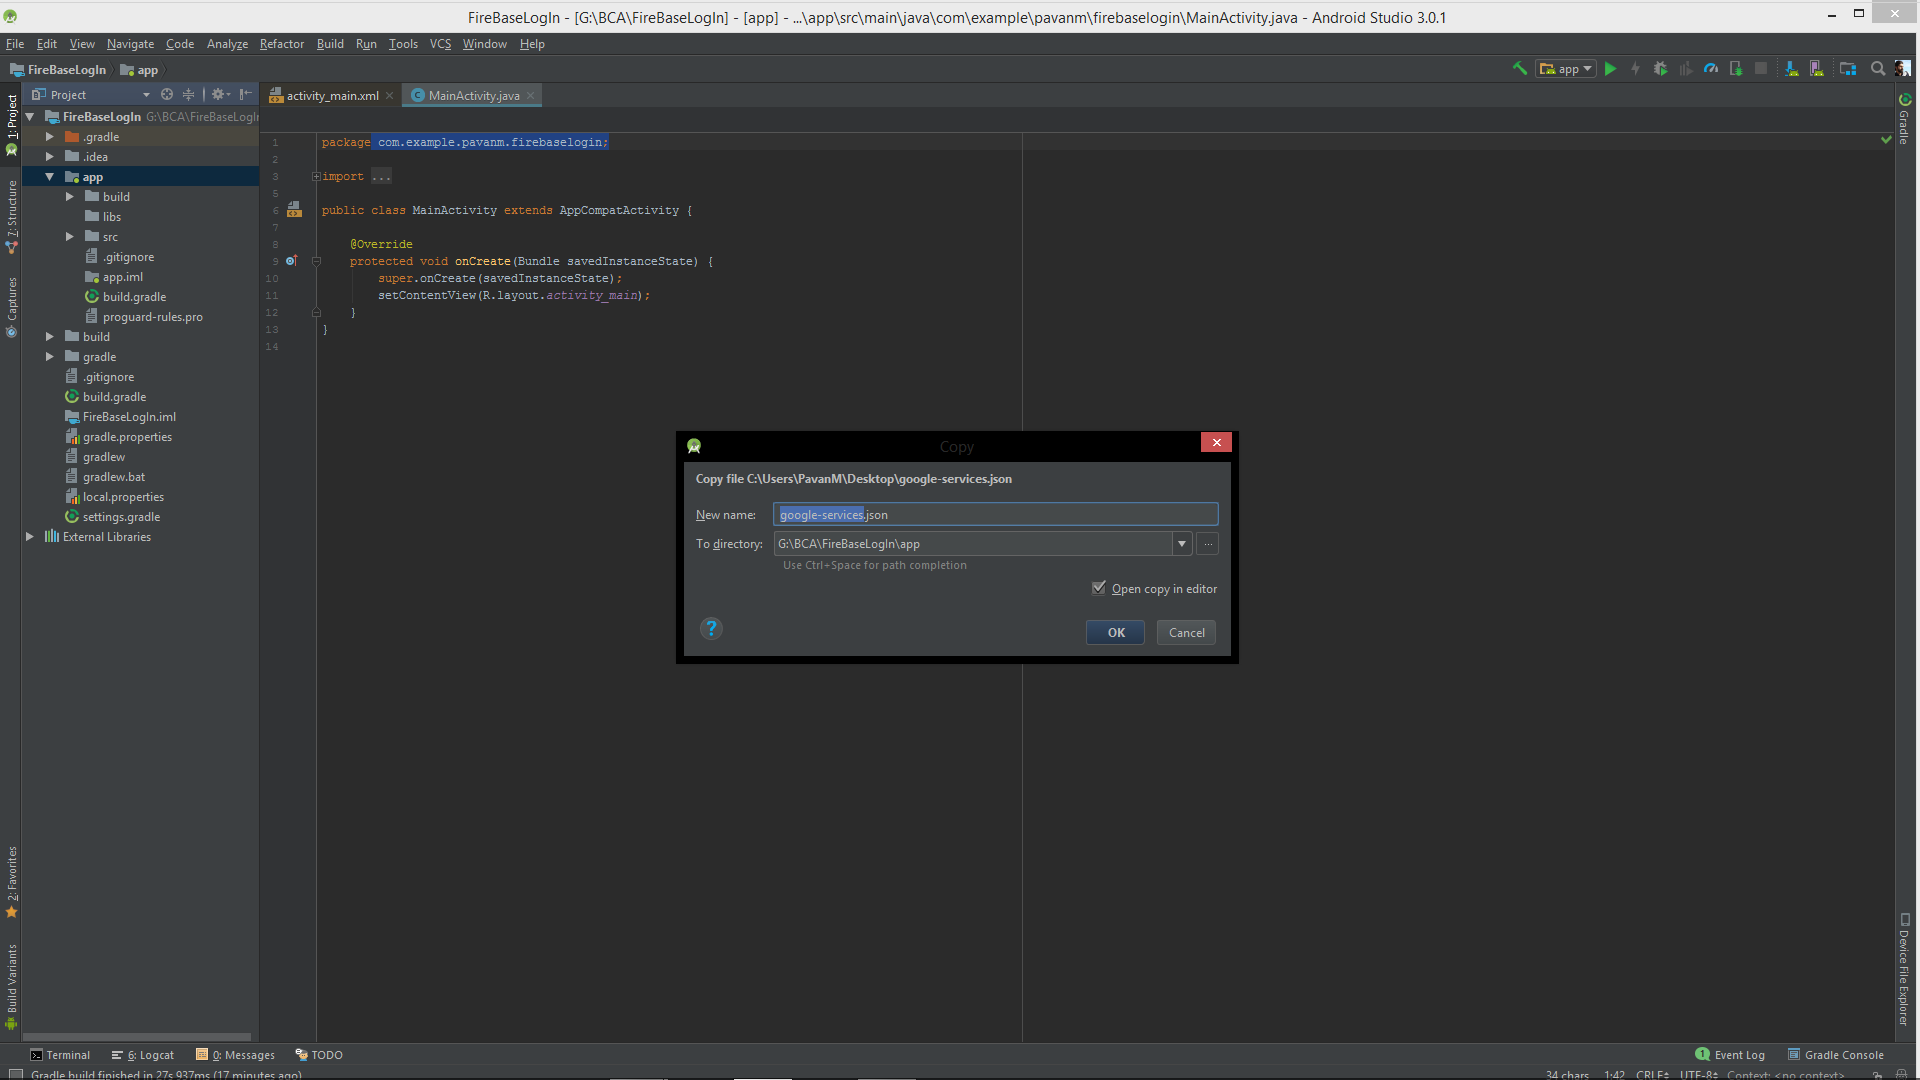 FireBaseLogIn - [G:\BCA\FireBaseLogIn] - [app] - ...\app\src\main\java\com\example\pavanm\firebaselogin\MainActivity.java - Android Studio 3.0.1
File Edit View Navigate Code Analyze Refactor Build Run Tools VCS Window Help
FireBaseLogIn app
app
Project
activity_main.xml
MainActivity.java
1: Project
7: Structure
Captures
2: Favorites
Build Variants
Gradle
Device File Explorer
FireBaseLogIn G:\BCA\FireBaseLogIn
.gradle
.idea
app
build
libs
src
.gitignore
app.iml
build.gradle
proguard-rules.pro
build
gradle
.gitignore
build.gradle
FireBaseLogIn.iml
gradle.properties
gradlew
gradlew.bat
local.properties
settings.gradle
External Libraries
1 package com.example.pavanm.firebaselogin;
2
3 import ...
5
6 public class MainActivity extends AppCompatActivity {
7
8 @Override
9 protected void onCreate(Bundle savedInstanceState) {
10 super.onCreate(savedInstanceState);
11 setContentView(R.layout.activity_main);
12 }
13 }
14
Copy
Copy file C:\Users\PavanM\Desktop\google-services.json
New name: google-services.json
To directory: G:\BCA\FireBaseLogIn\app
Use Ctrl+Space for path completion
Open copy in editor
OK Cancel
Terminal 6: Logcat 0: Messages TODO
1 Event Log Gradle Console
Gradle build finished in 27s 937ms (17 minutes ago)
34 chars 1:42 CRLF UTF-8 Context: <no context>